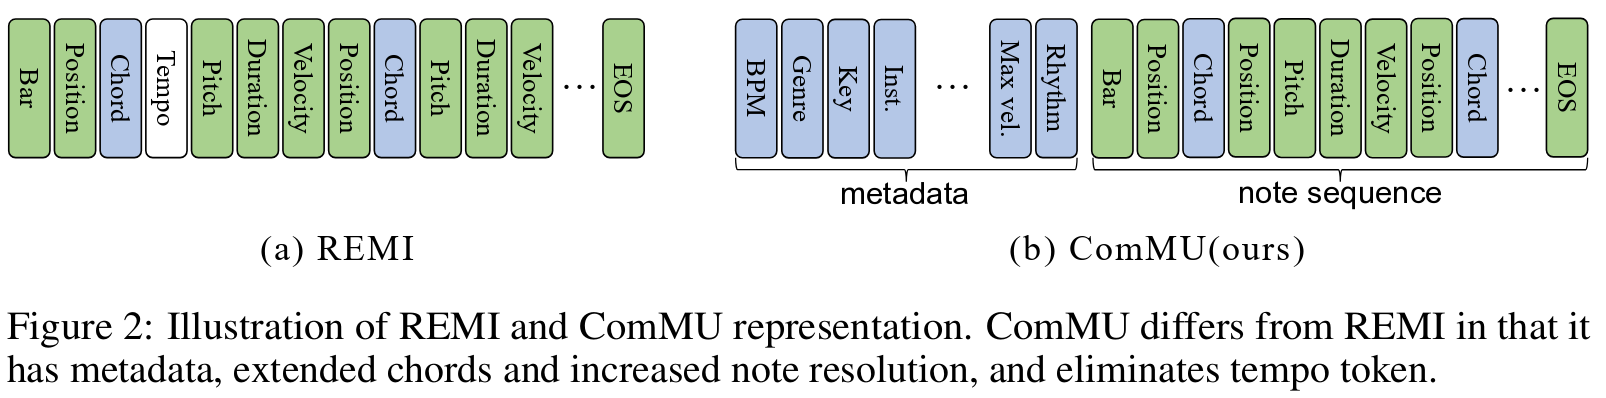 Bar Position Chord Tempo Pitch Duration Velocity Position Chord Pitch Duration Velocity ... EOS
(a) REMI
BPM Genre Key Inst. ... Max vel. Rhythm Bar Position Chord Position Pitch Duration Velocity Position Chord ... EOS
metadata note sequence
(b) ComMU(ours)
Figure 2: Illustration of REMI and ComMU representation. ComMU differs from REMI in that it
has metadata, extended chords and increased note resolution, and eliminates tempo token.